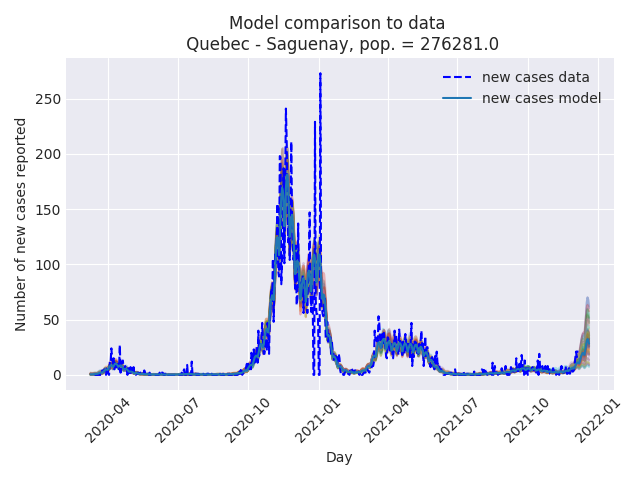 Model comparison to data
Quebec - Saguenay, pop. = 276281.0
new cases data
new cases model
Number of new cases reported
250
200
150
100
50
0
2020-04
2020-07
2020-10
2021-01
2021-04
2021-07
2021-10
2022-01
Day